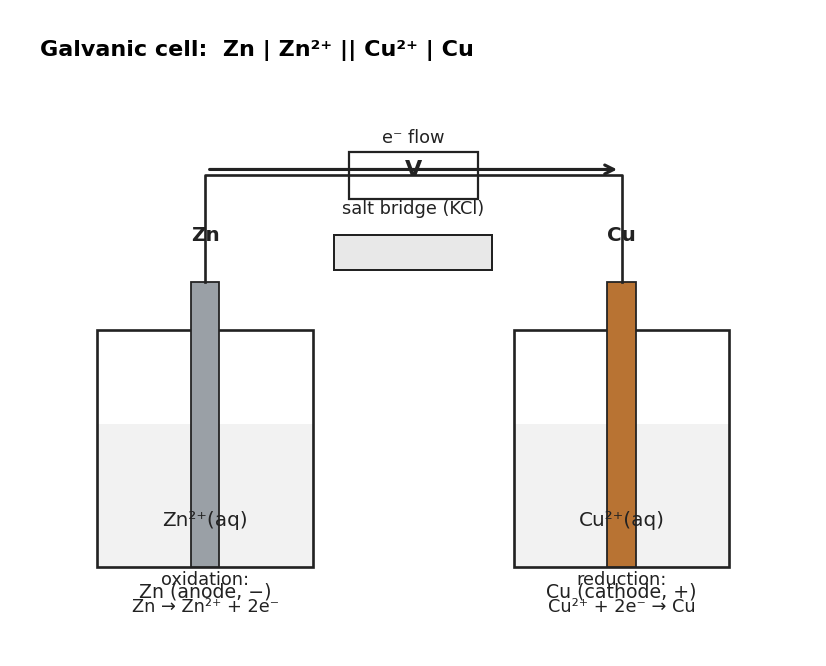 Galvanic cell:  Zn | Zn²⁺ || Cu²⁺ | Cu
e⁻ flow
V
salt bridge (KCl)
Zn
Cu
Zn²⁺(aq)
Cu²⁺(aq)
oxidation:
Zn (anode, −)
Zn → Zn²⁺ + 2e⁻
reduction:
Cu (cathode, +)
Cu²⁺ + 2e⁻ → Cu